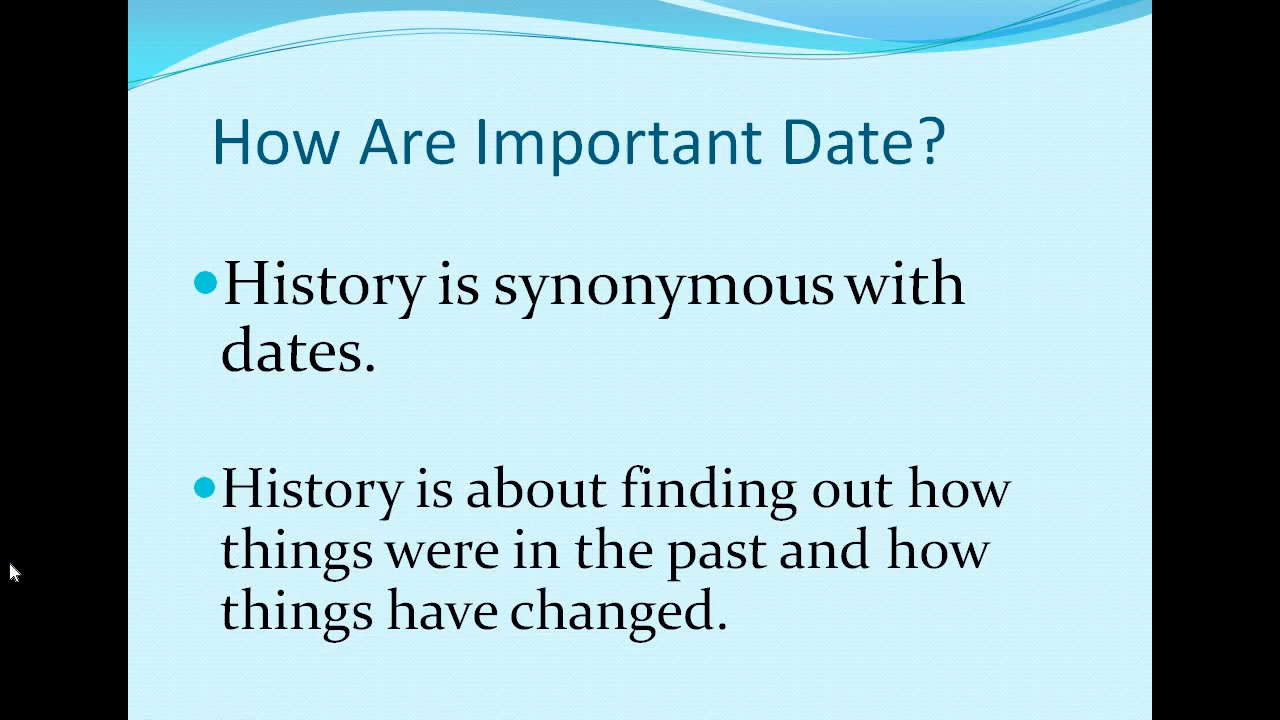 How Are Important Date?
•History is synonymous with
dates.
•History is about finding out how
things were in the past and how
things have changed.